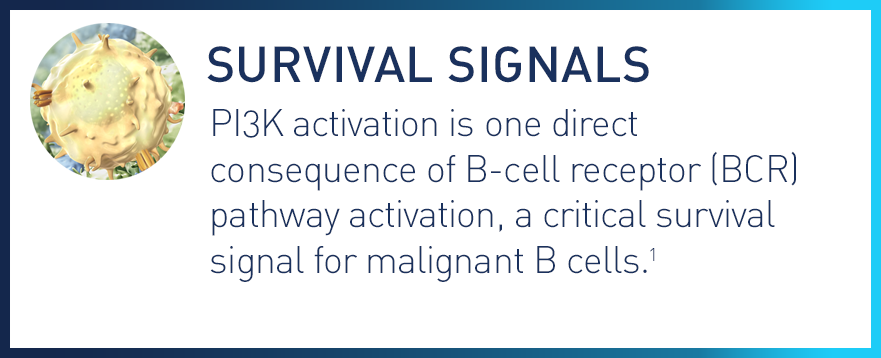 SURVIVAL SIGNALS
PI3K activation is one direct
consequence of B-cell receptor (BCR)
pathway activation, a critical survival
signal for malignant B cells.¹